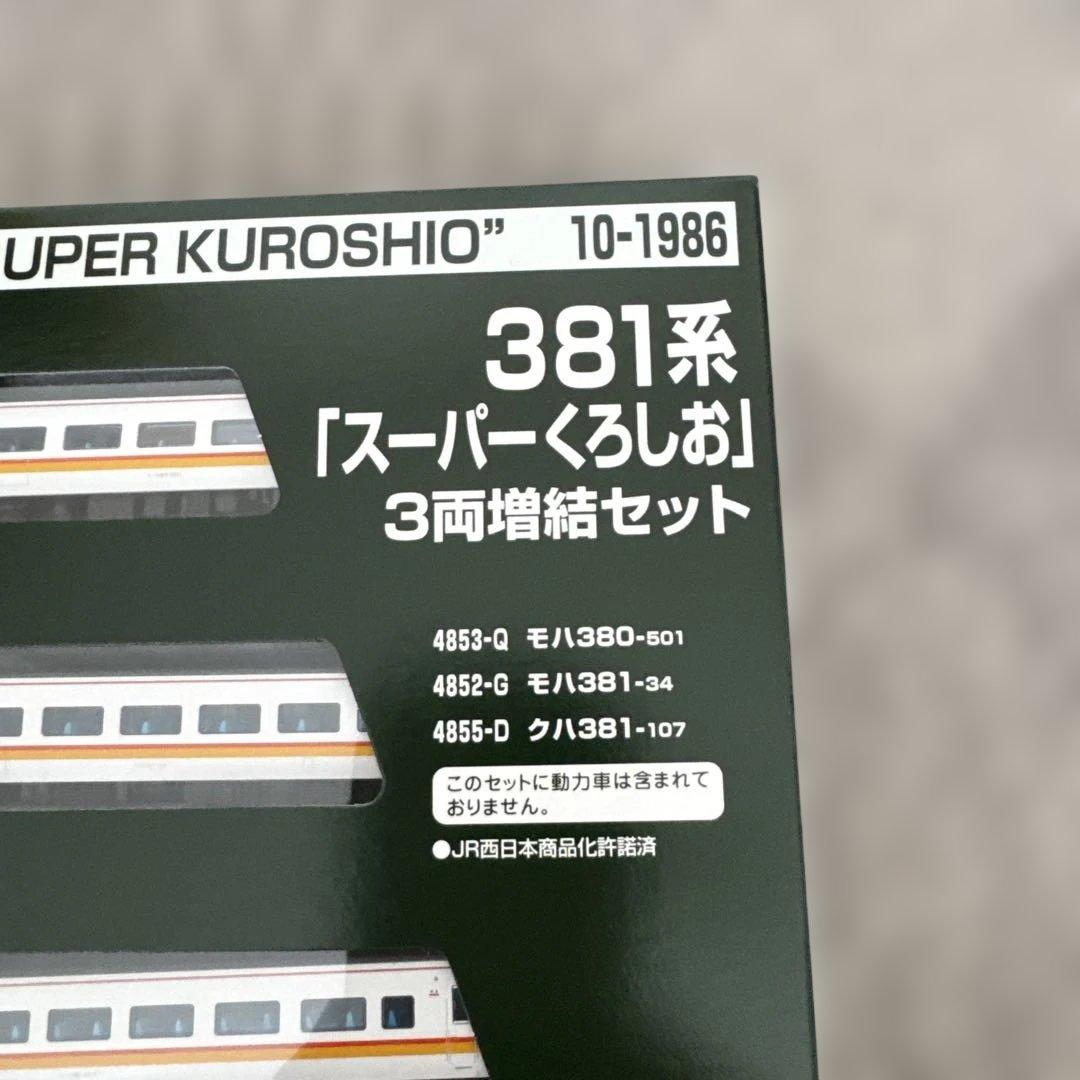 UPER KUROSHIO” 10-1986
381系
「スーパーくろしお」
3両増結セット
4853-Q モハ380-501
4852-G モハ381-34
4855-D クハ381-107
このセットに動力車は含まれて
おりません。
●JR西日本商品化許諾済